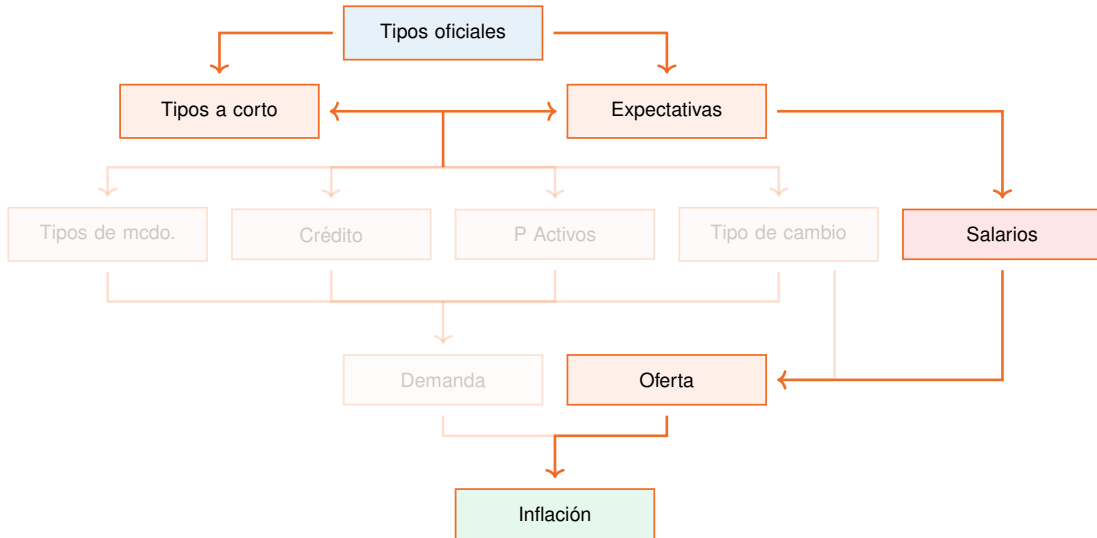 Tipos oficiales
Tipos a corto
Expectativas
Tipos de mcdo.
Crédito
P Activos
Tipo de cambio
Salarios
Demanda
Oferta
Inflación